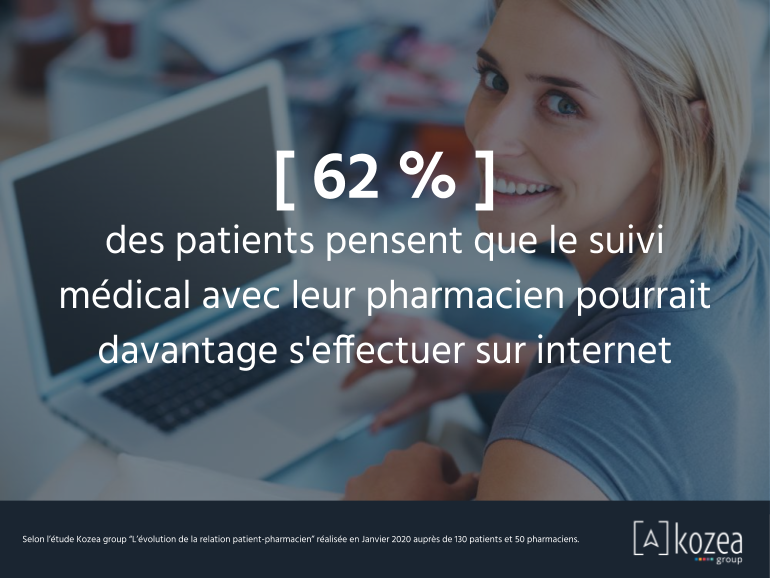 [ 62 % ]
des patients pensent que le suivi
médical avec leur pharmacien pourrait
davantage s'effectuer sur internet
Selon l'étude Kozea group "L'évolution de la relation patient-pharmacien" réalisée en Janvier 2020 auprès de 130 patients et 50 pharmaciens.
[A] kozea
group